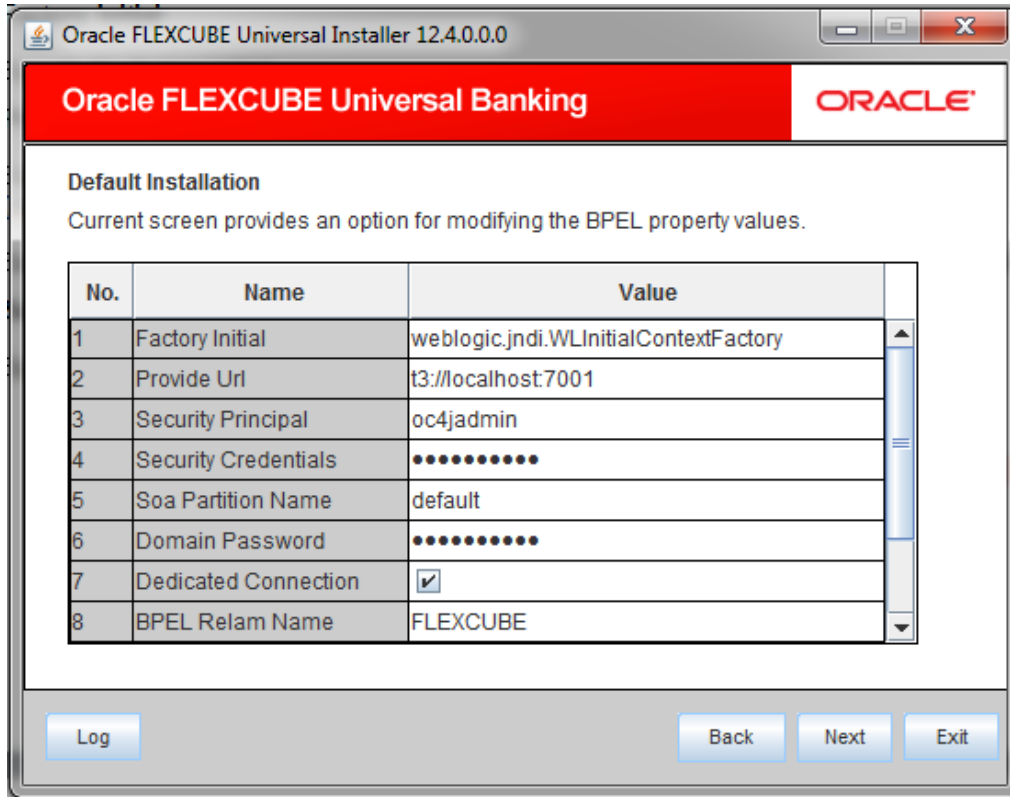 Oracle FLEXCUBE Universal Installer 12.4.0.0.0
Oracle FLEXCUBE Universal Banking
ORACLE
Default Installation
Current screen provides an option for modifying the BPEL property values.
No. Name Value
1 Factory Initial weblogic.jndi.WLInitialContextFactory
2 Provide Url t3://localhost:7001
3 Security Principal oc4jadmin
4 Security Credentials ●●●●●●●●●●
5 Soa Partition Name default
6 Domain Password ●●●●●●●●●●
7 Dedicated Connection
8 BPEL Relam Name FLEXCUBE
Log Back Next Exit